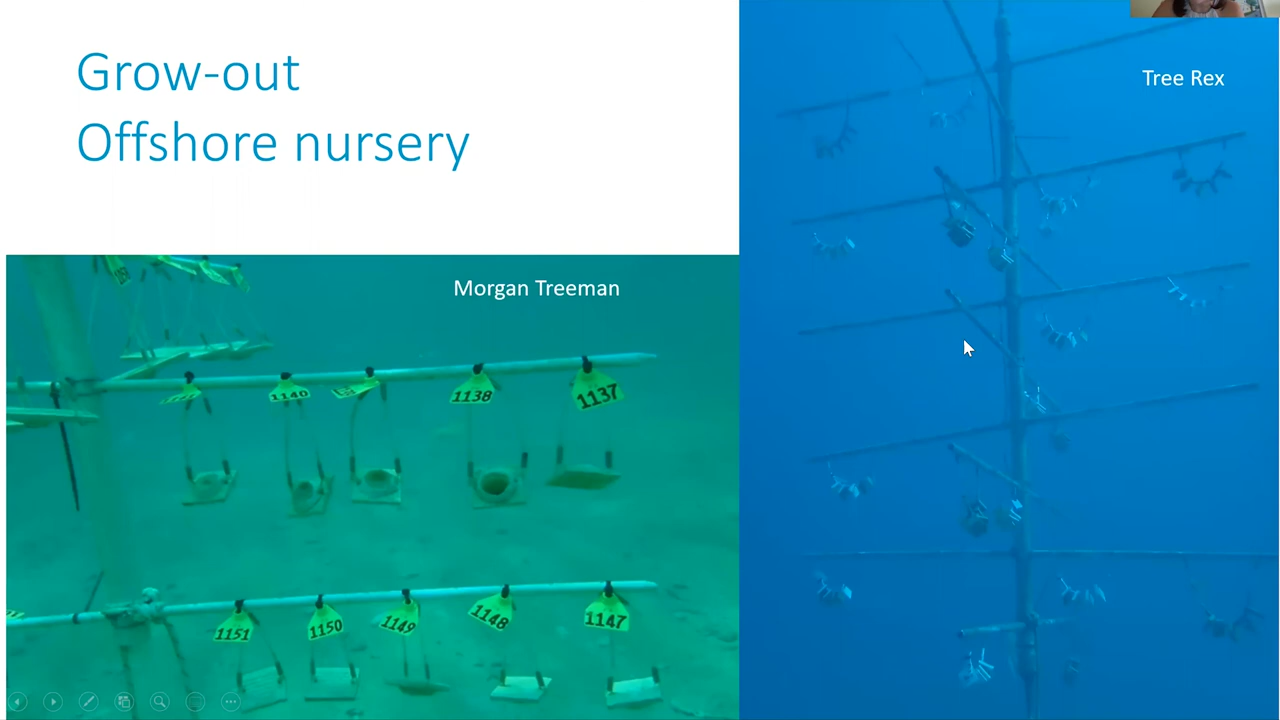 Grow-out
Offshore nursery
Tree Rex
Morgan Treeman
1140
1138
1137
1151
1150
1149
1148
1147